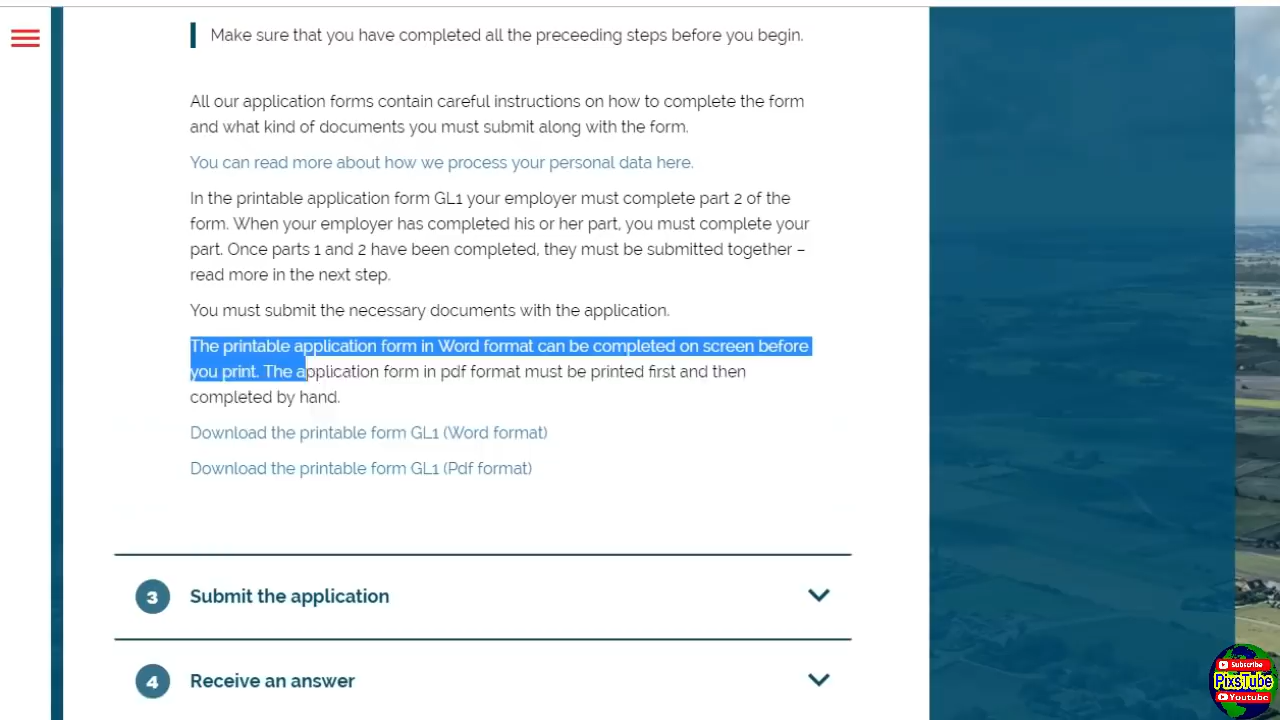 Make sure that you have completed all the preceeding steps before you begin.
All our application forms contain careful instructions on how to complete the form
and what kind of documents you must submit along with the form.
You can read more about how we process your personal data here.
In the printable application form GL1 your employer must complete part 2 of the
form. When your employer has completed his or her part, you must complete your
part. Once parts 1 and 2 have been completed, they must be submitted together –
read more in the next step.
You must submit the necessary documents with the application.
The printable application form in Word format can be completed on screen before
you print. The application form in pdf format must be printed first and then
completed by hand.
Download the printable form GL1 (Word format)
Download the printable form GL1 (Pdf format)
3 Submit the application
4 Receive an answer
Subscribe
PixsTube
Youtube